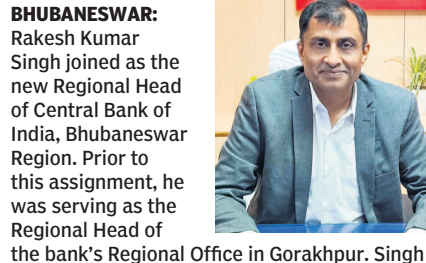 BHUBANESWAR:
Rakesh Kumar
Singh joined as the
new Regional Head
of Central Bank of
India, Bhubaneswar
Region. Prior to
this assignment, he
was serving as the
Regional Head of
the bank's Regional Office in Gorakhpur. Singh